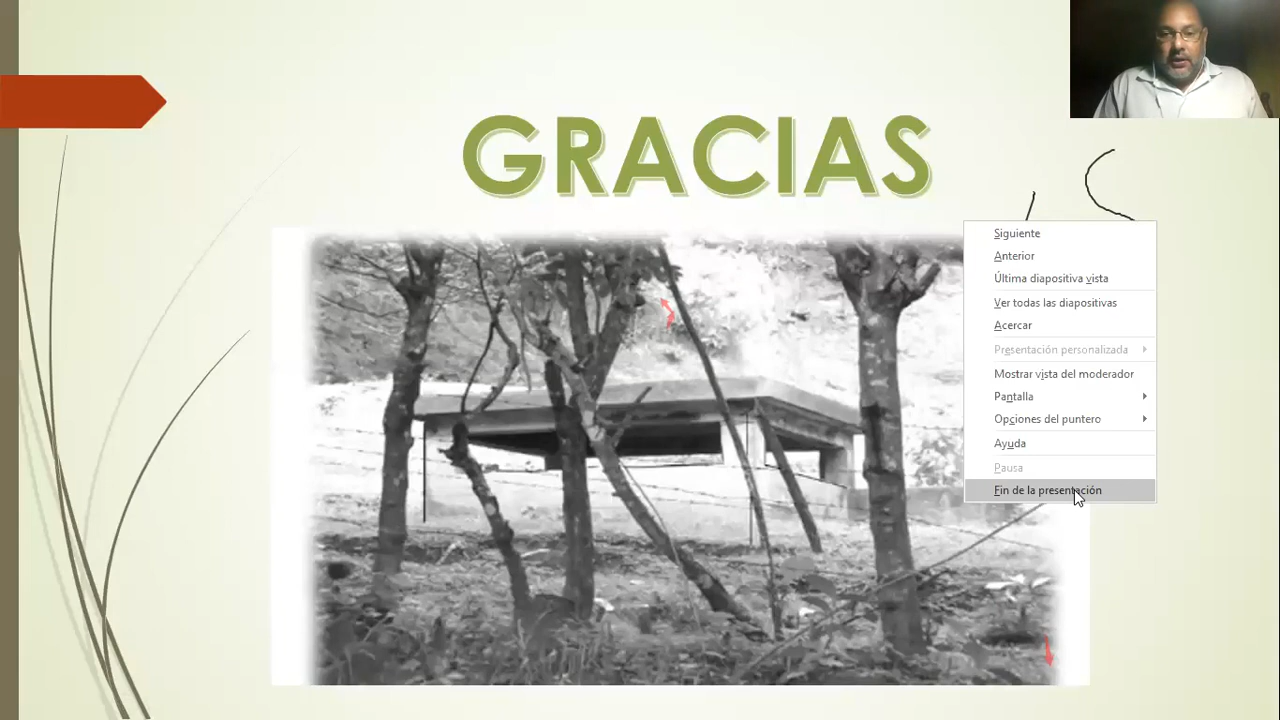 GRACIAS
Siguiente
Anterior
Última diapositiva vista
Ver todas las diapositivas
Acercar
Presentación personalizada
Mostrar vista del moderador
Pantalla
Opciones del puntero
Ayuda
Pausa
Fin de la presentación